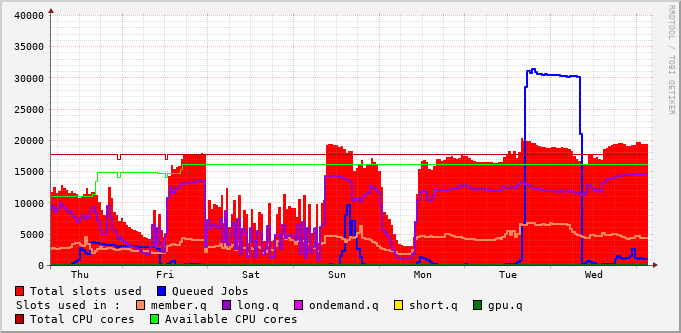 40000
35000
30000
25000
20000
15000
10000
5000
0
Thu Fri Sat Sun Mon Tue Wed
RRDTOOL / TOBI OETIKER
Total slots used Queued Jobs
Slots used in : member.q long.q ondemand.q short.q gpu.q
Total CPU cores Available CPU cores